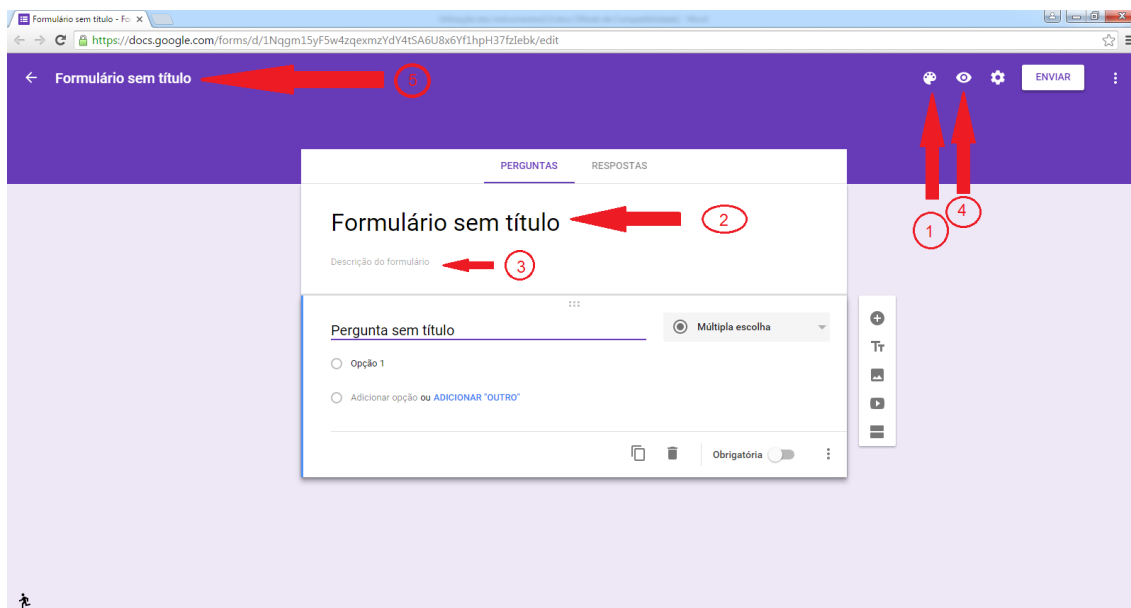 Formulário sem título - Fo
https://docs.google.com/forms/d/1Nqgm15yF5w4zqexmzYdY4tSA6U8x6Yf1hpH37fzIebk/edit
Formulário sem título
5
ENVIAR
PERGUNTAS RESPOSTAS
Formulário sem título
2
1
4
Descrição do formulário
3
Pergunta sem título
Múltipla escolha
Opção 1
Adicionar opção ou ADICIONAR "OUTRO"
Obrigatória